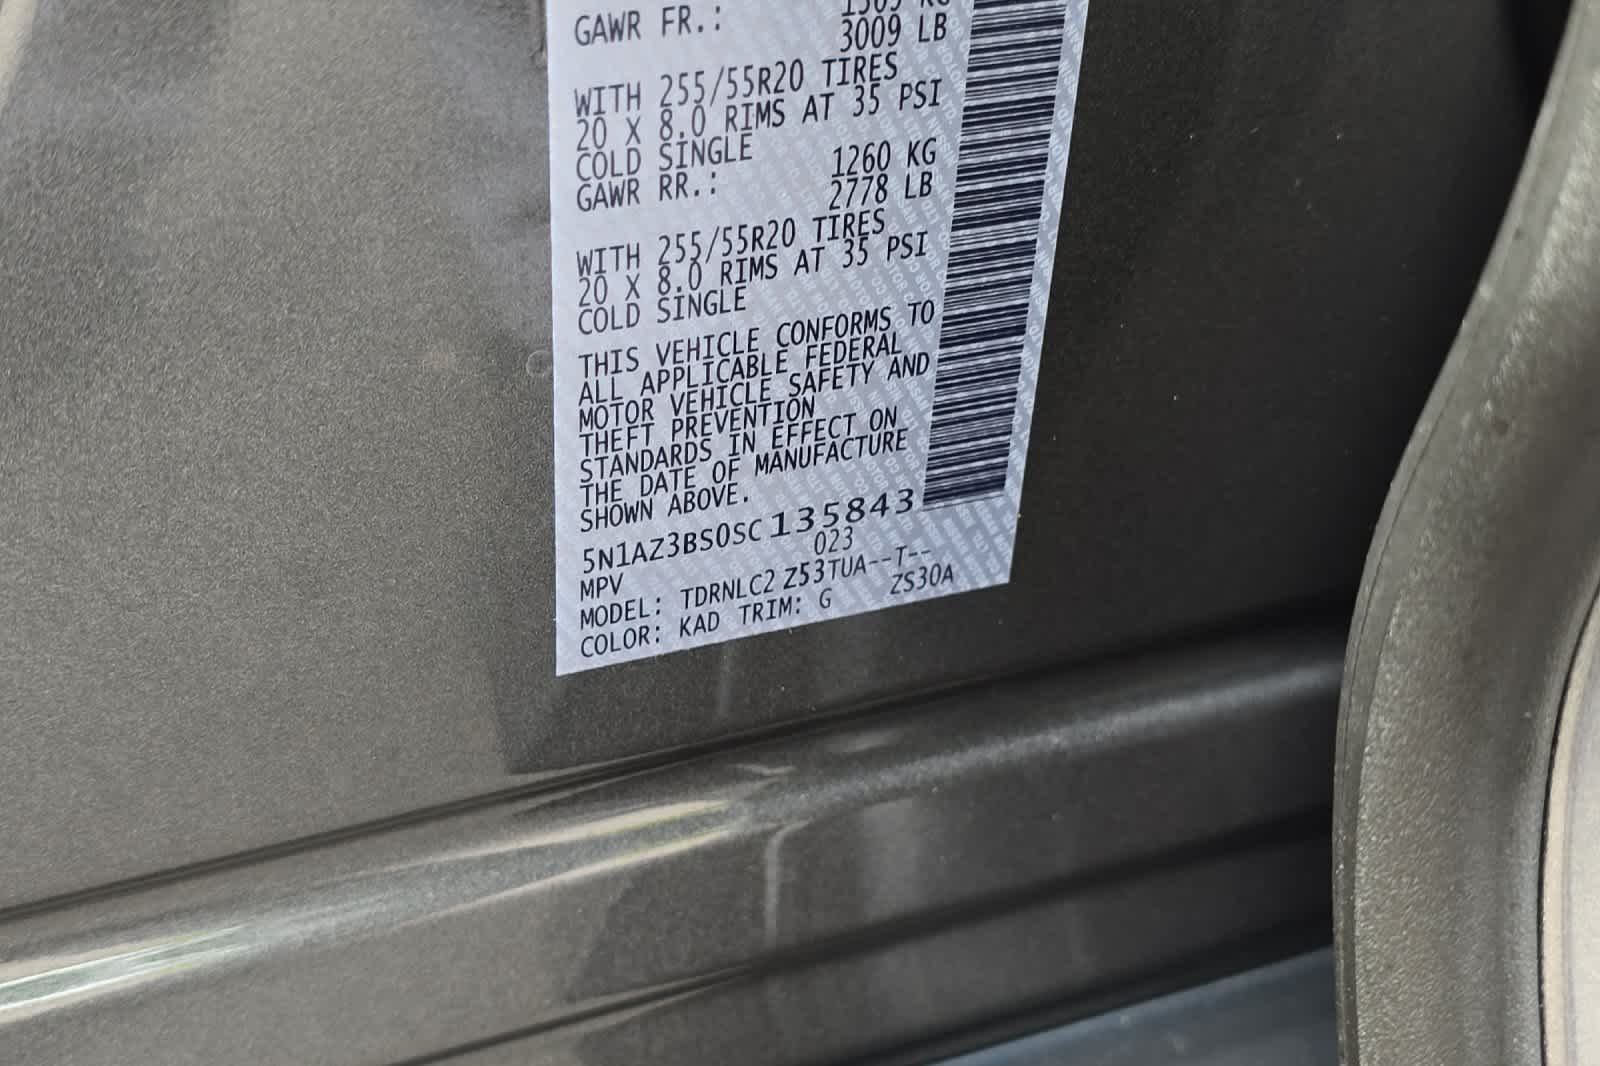 GAWR FR.: 1365 KG
3009 LB
WITH 255/55R20 TIRES
20 X 8.0 RIMS AT 35 PSI
COLD SINGLE
GAWR RR.: 1260 KG
2778 LB
WITH 255/55R20 TIRES
20 X 8.0 RIMS AT 35 PSI
COLD SINGLE
THIS VEHICLE CONFORMS TO
ALL APPLICABLE FEDERAL
MOTOR VEHICLE SAFETY AND
THEFT PREVENTION
STANDARDS IN EFFECT ON
THE DATE OF MANUFACTURE
SHOWN ABOVE.
5N1AZ3BS0SC135843
MPV 023
MODEL: TDRNLC2 Z53TUA--T--
COLOR: KAD TRIM: G ZS30A